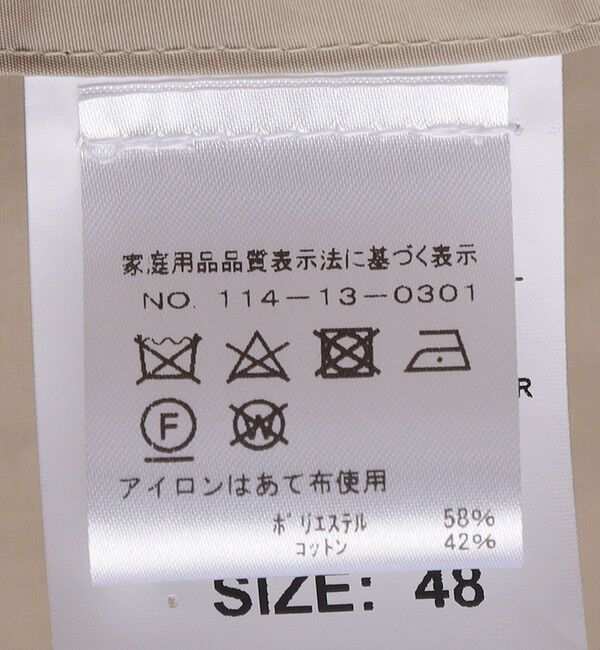 家庭用品品質表示法に基づく表示
NO. 114-13-0301
F W
アイロンはあて布使用
ポリエステル 58%
コットン 42%
R
SIZE: 48